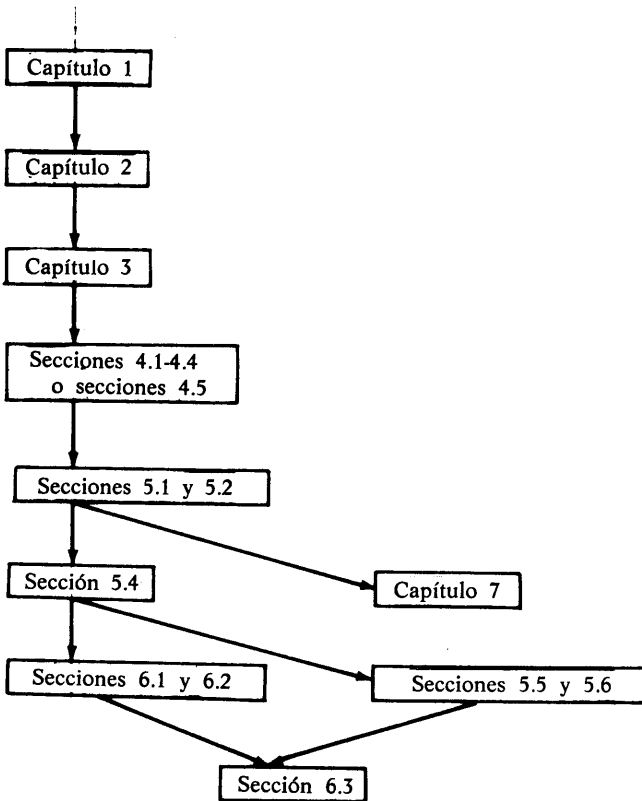 Capítulo 1
Capítulo 2
Capítulo 3
Secciones 4.1-4.4
o secciones 4.5
Secciones 5.1 y 5.2
Sección 5.4
Capítulo 7
Secciones 6.1 y 6.2
Secciones 5.5 y 5.6
Sección 6.3